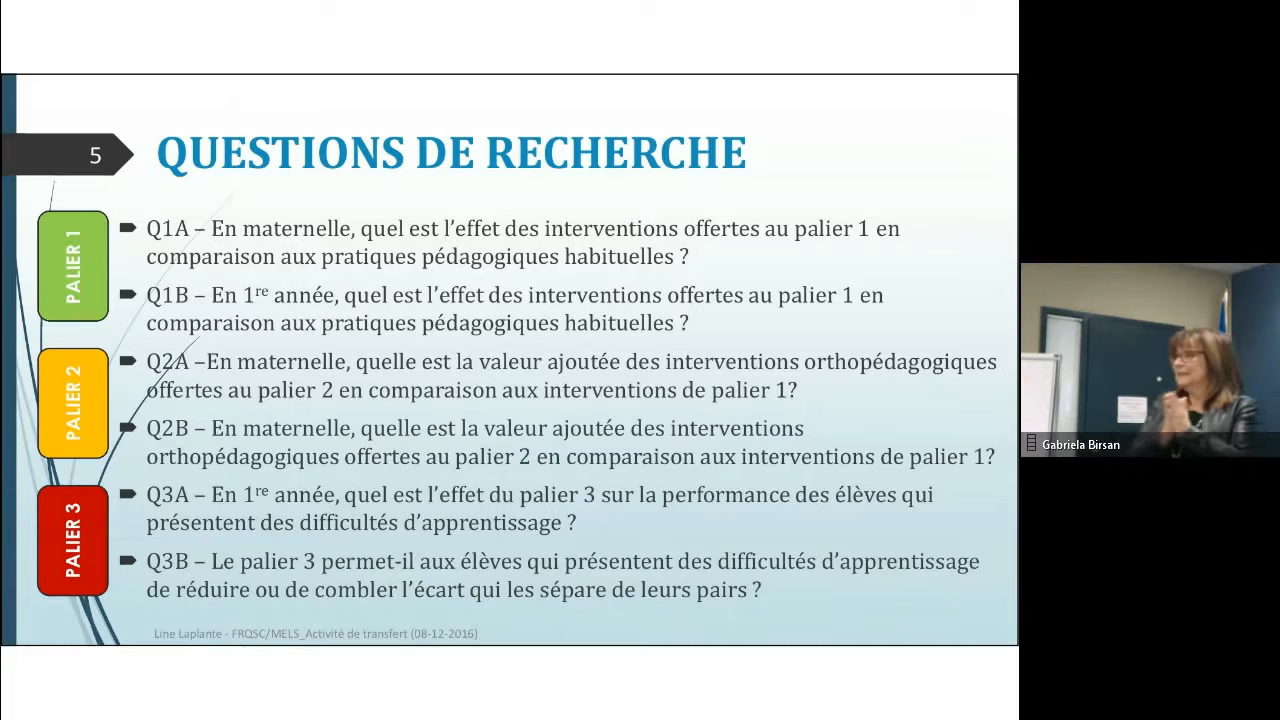 5
QUESTIONS DE RECHERCHE
PALIER 1
Q1A – En maternelle, quel est l’effet des interventions offertes au palier 1 en
comparaison aux pratiques pédagogiques habituelles ?
Q1B – En 1re année, quel est l’effet des interventions offertes au palier 1 en
comparaison aux pratiques pédagogiques habituelles ?
PALIER 2
Q2A –En maternelle, quelle est la valeur ajoutée des interventions orthopédagogiques
offertes au palier 2 en comparaison aux interventions de palier 1?
Q2B – En maternelle, quelle est la valeur ajoutée des interventions
orthopédagogiques offertes au palier 2 en comparaison aux interventions de palier 1?
PALIER 3
Q3A – En 1re année, quel est l’effet du palier 3 sur la performance des élèves qui
présentent des difficultés d’apprentissage ?
Q3B – Le palier 3 permet-il aux élèves qui présentent des difficultés d’apprentissage
de réduire ou de combler l’écart qui les sépare de leurs pairs ?
Line Laplante - FRQSC/MELS_Activité de transfert (08-12-2016)
Gabriela Birsan